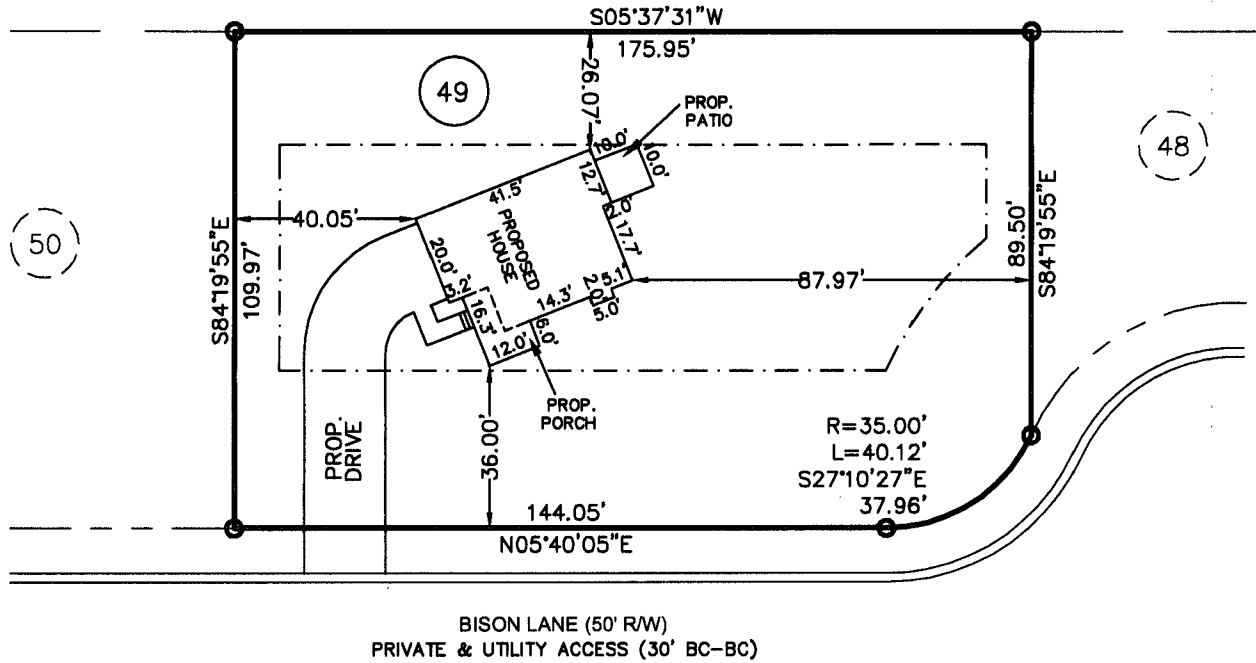 S05°37'31"W
175.95'
49
26.07'
PROP.
PATIO
10.0'
10.0'
12.7'
48
41.5'
2.0'
17.7'
PROPOSED
HOUSE
50
40.05'
S84°19'55"E
109.97'
20.0'
87.97'
89.50'
S84°19'55"E
3.2'
5.1'
2.0'
5.0'
14.3'
16.3'
6.0'
12.0'
PROP.
PORCH
PROP.
DRIVE
36.00'
R=35.00'
L=40.12'
S27°10'27"E
37.96'
144.05'
N05°40'05"E
BISON LANE (50' R/W)
PRIVATE & UTILITY ACCESS (30' BC-BC)